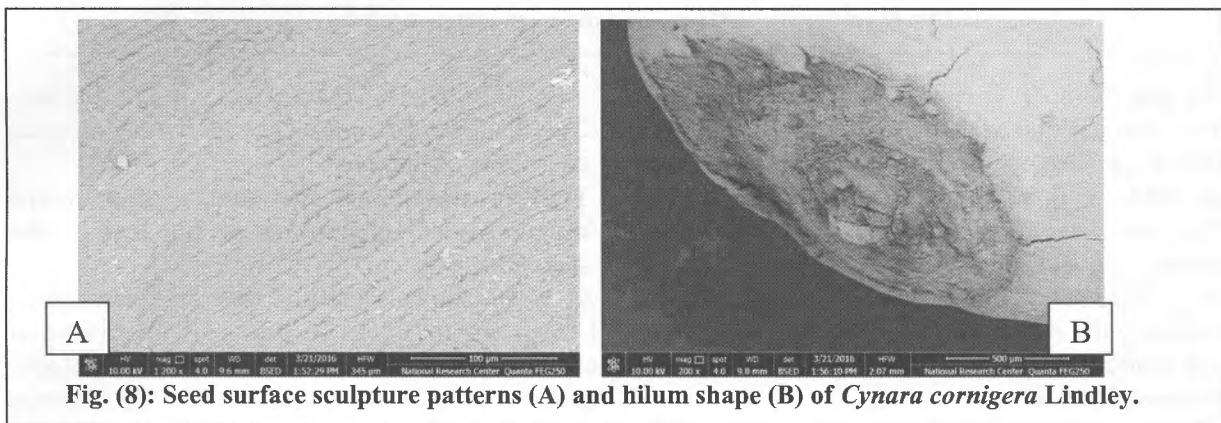 A
B
HV mag spot WD det 3/21/2016 HFW 100 µm
10.00 kV 1 200 x 4.0 9.6 mm BSED 1:52:29 PM 345 µm National Research Center Quanta FEG250
HV mag spot WD det 3/21/2016 HFW 500 µm
10.00 kV 200 x 4.0 9.8 mm BSED 1:56:10 PM 2.07 mm National Research Center Quanta FEG250
Fig. (8): Seed surface sculpture patterns (A) and hilum shape (B) of Cynara cornigera Lindley.